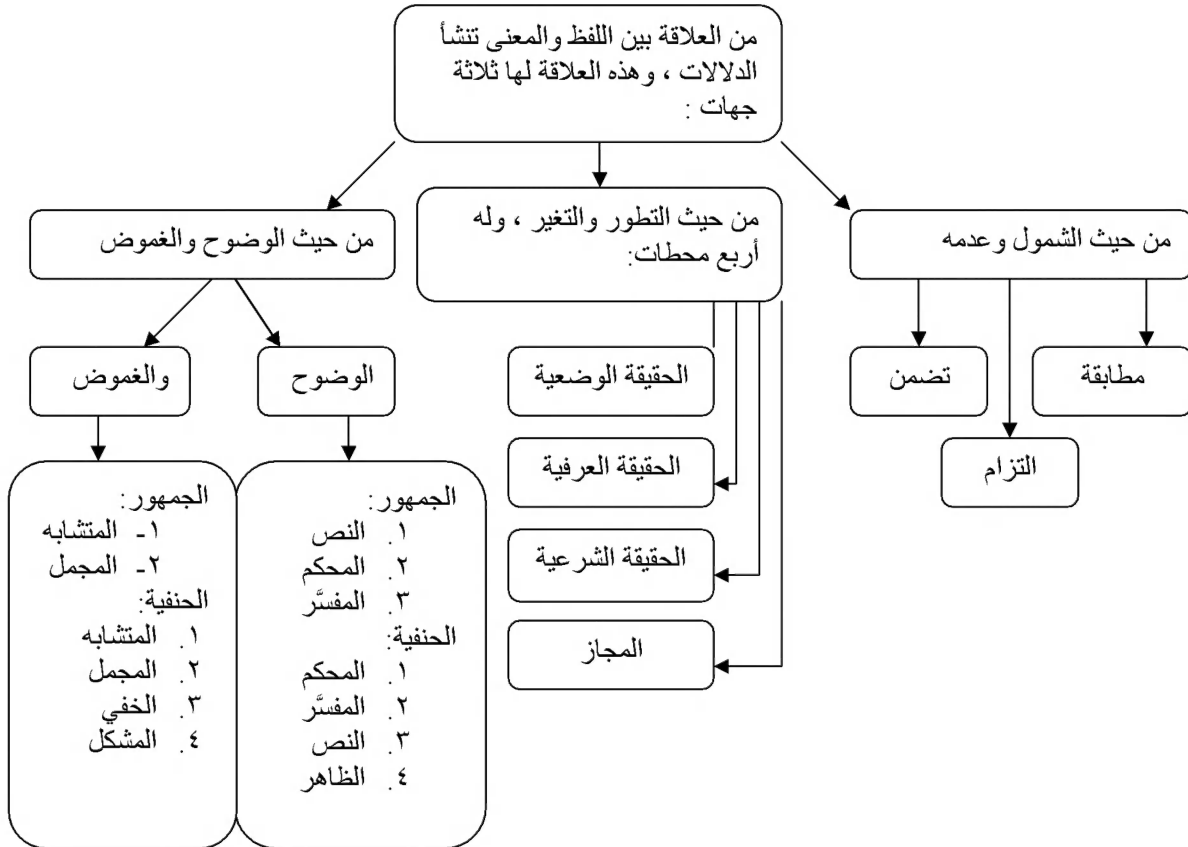 من العلاقة بين اللفظ والمعنى تنشأ
الدلالات ، وهذه العلاقة لها ثلاثة
جهات :
من حيث الشمول وعدمه
مطابقة
تضمن
التزام
من حيث التطور والتغير ، وله
أربع محطات:
الحقيقة الوضعية
الحقيقة العرفية
الحقيقة الشرعية
المجاز
من حيث الوضوح والغموض
الوضوح
والغموض
الجمهور:
١. النص
٢. المحكم
٣. المفسَّر
الحنفية:
١. المحكم
٢. المفسَّر
٣. النص
٤. الظاهر
الجمهور:
١- المتشابه
٢- المجمل
الحنفية:
١. المتشابه
٢. المجمل
٣. الخفي
٤. المشكل